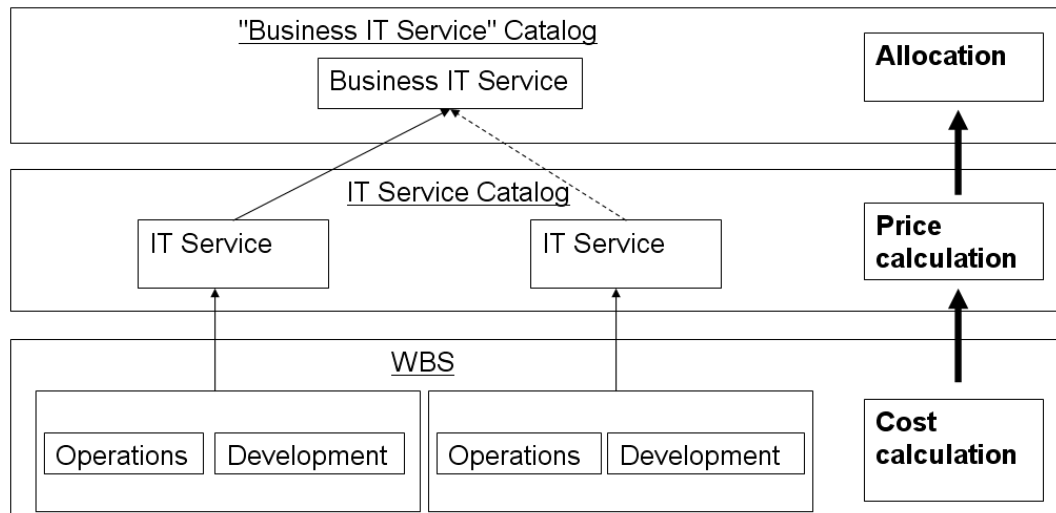 "Business IT Service" Catalog
Business IT Service
Allocation
IT Service Catalog
IT Service
IT Service
Price
calculation
WBS
Operations
Development
Operations
Development
Cost
calculation